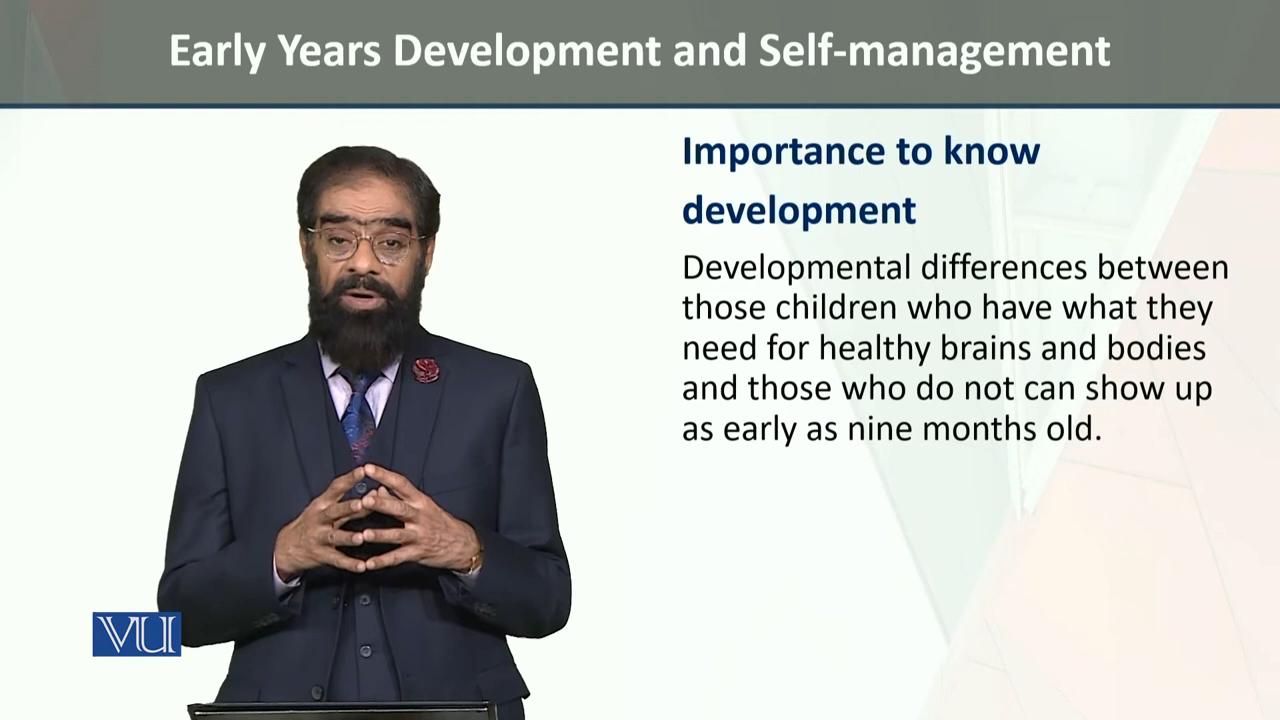 Early Years Development and Self-management
Importance to know
development
Developmental differences between
those children who have what they
need for healthy brains and bodies
and those who do not can show up
as early as nine months old.
VU